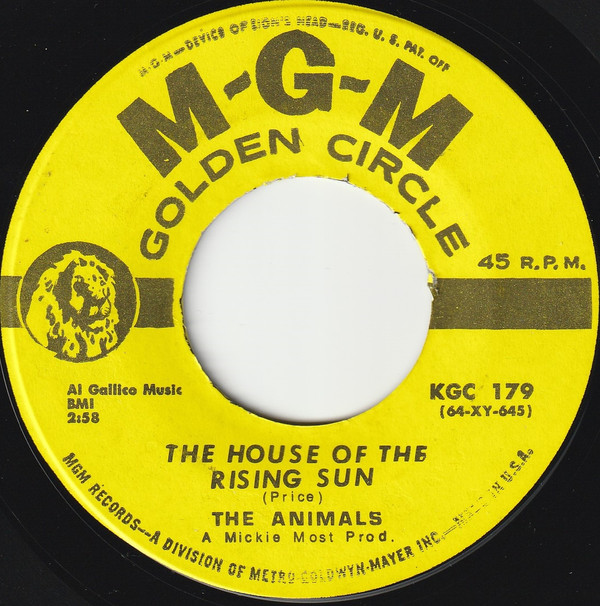 M-G-M—DEVICE OF LION'S HEAD—REG. U. S. PAT. OFF
M-G-M
GOLDEN CIRCLE
45 R.P.M.
Al Gallico Music
BMI
2:58
KGC 179
(64-XY-645)
THE HOUSE OF THE
RISING SUN
(Price)
THE ANIMALS
A Mickie Most Prod.
MGM RECORDS—A DIVISION OF METRO-GOLDWYN-MAYER INC.—MADE IN U.S.A.